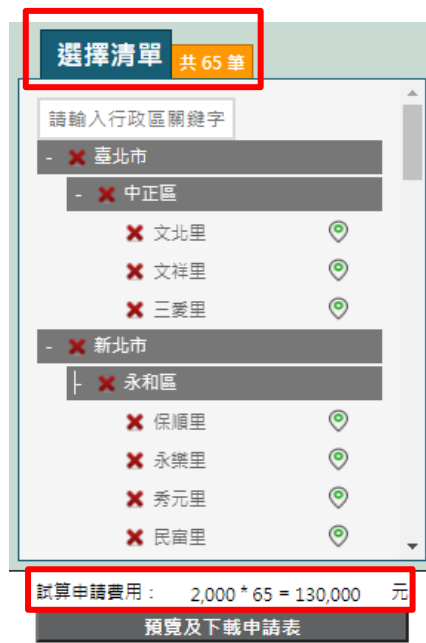 選擇清單 共 65 筆
請輸入行政區關鍵字
- 臺北市
- 中正區
文北里
文祥里
三愛里
- 新北市
├ 永和區
保順里
永樂里
秀元里
民富里
試算申請費用： 2,000 * 65 = 130,000 元
預覽及下載申請表